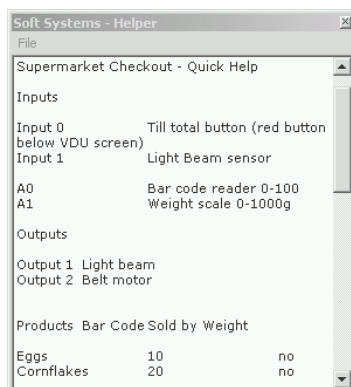 Soft Systems - Helper
File
Supermarket Checkout - Quick Help
Inputs
Input 0 Till total button (red button
below VDU screen)
Input 1 Light Beam sensor
A0 Bar code reader 0-100
A1 Weight scale 0-1000g
Outputs
Output 1 Light beam
Output 2 Belt motor
Products Bar Code Sold by Weight
Eggs 10 no
Cornflakes 20 no